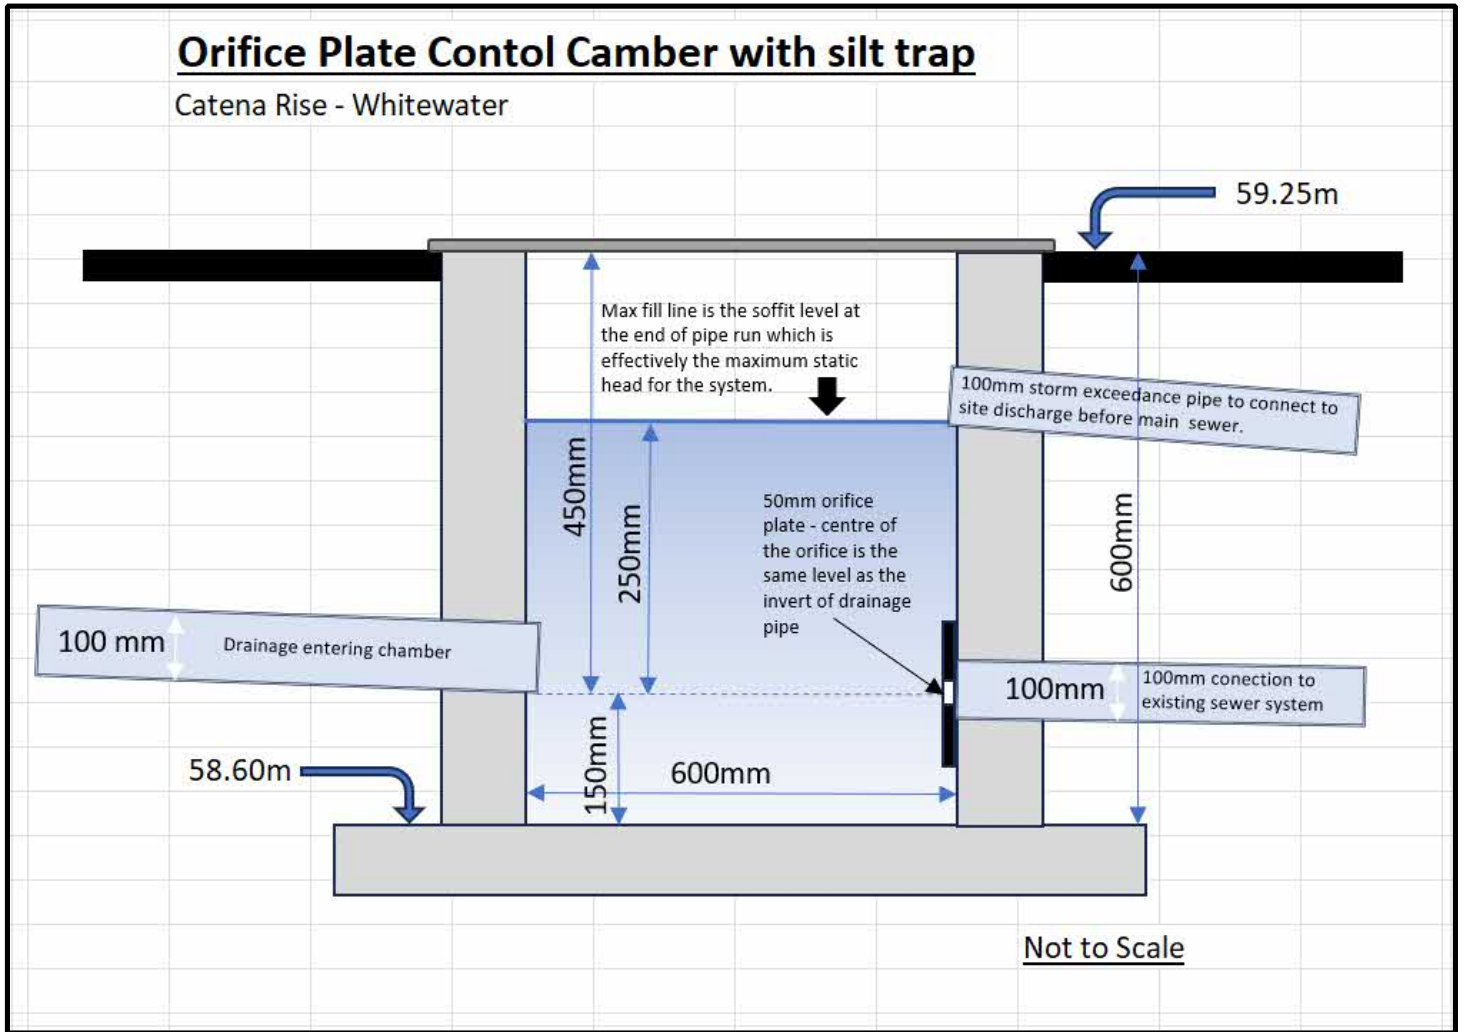 Orifice Plate Contol Camber with silt trap
Catena Rise - Whitewater
59.25m
Max fill line is the soffit level at
the end of pipe run which is
effectively the maximum static
head for the system.
100mm storm exceedance pipe to connect to
site discharge before main sewer.
450mm
250mm
50mm orifice
plate - centre of
the orifice is the
same level as the
invert of drainage
pipe
600mm
100 mm
Drainage entering chamber
100mm
100mm conection to
existing sewer system
58.60m
150mm
600mm
Not to Scale